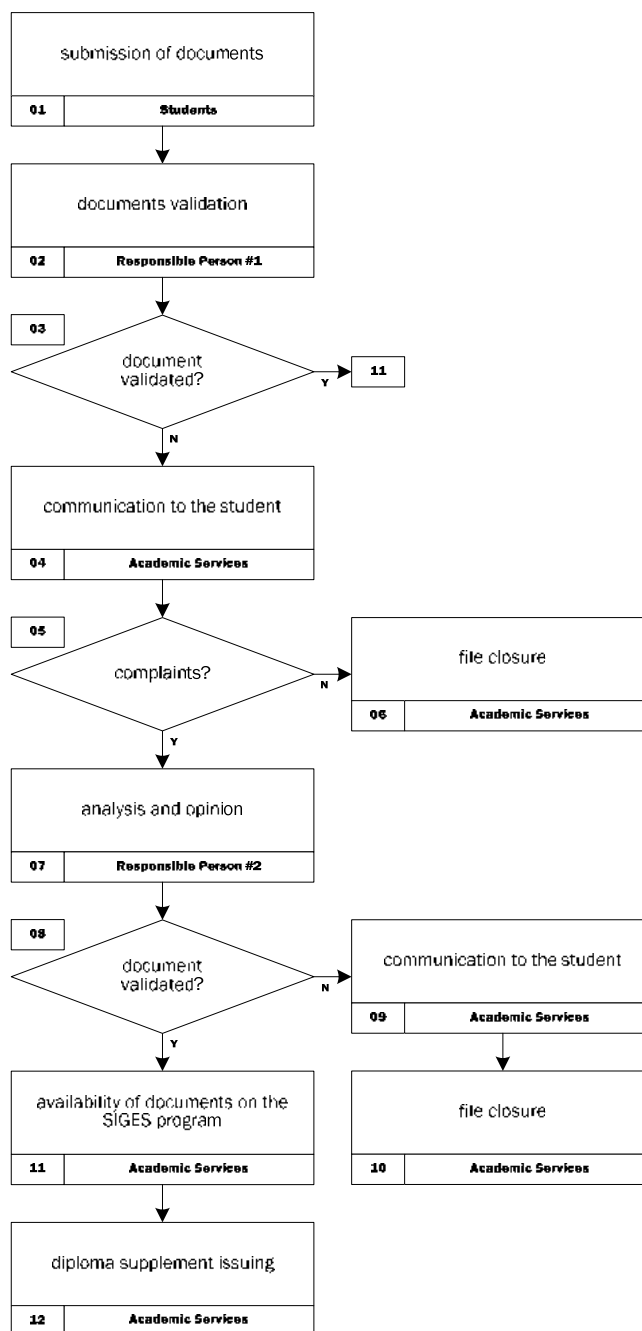 submission of documents
01 Students
documents validation
02 Responsible Person #1
03
document
validated?
Y
11
N
communication to the student
04 Academic Services
05
complaints?
N
file closure
06 Academic Services
Y
analysis and opinion
07 Responsible Person #2
08
document
validated?
N
communication to the student
09 Academic Services
Y
availability of documents on the
SIGES program
11 Academic Services
file closure
10 Academic Services
diploma supplement issuing
12 Academic Services